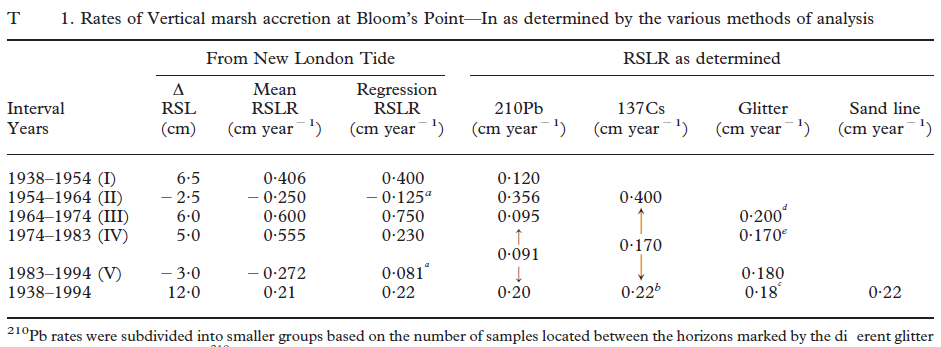 T 1. Rates of Vertical marsh accretion at Bloom’s Point—In as determined by the various methods of analysis
From New London Tide RSLR as determined
Δ Mean Regression
Interval RSL RSLR RSLR 210Pb 137Cs Glitter Sand line
Years (cm) (cm year⁻¹) (cm year⁻¹) (cm year⁻¹) (cm year⁻¹) (cm year⁻¹) (cm year⁻¹)
1938–1954 (I) 6·5 0·406 0·400 0·120
1954–1964 (II) −2·5 −0·250 −0·125ᵃ 0·356 0·400
1964–1974 (III) 6·0 0·600 0·750 0·095 ↑ 0·200ᵈ
1974–1983 (IV) 5·0 0·555 0·230 ↑ 0·170 0·170ᵉ
0·091
1983–1994 (V) −3·0 −0·272 0·081ᵃ ↓ ↓ 0·180
1938–1994 12·0 0·21 0·22 0·20 0·22ᵇ 0·18ᶜ 0·22
²¹⁰Pb rates were subdivided into smaller groups based on the number of samples located between the horizons marked by the di erent glitter